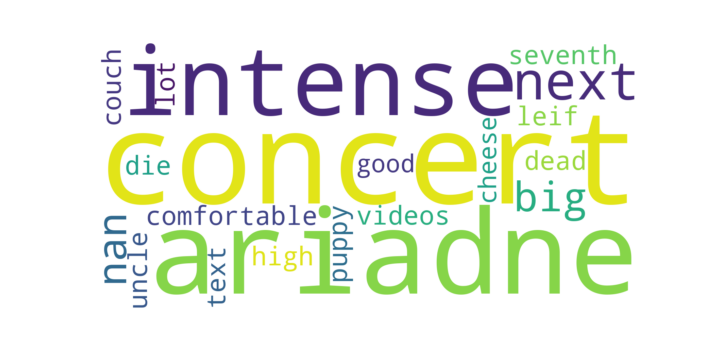 couch
intense
lot
seventh
next
concert
leif
die
good
cheese
dead
big
comfortable
videos
nan
uncle
ariadne
text
high
puppy